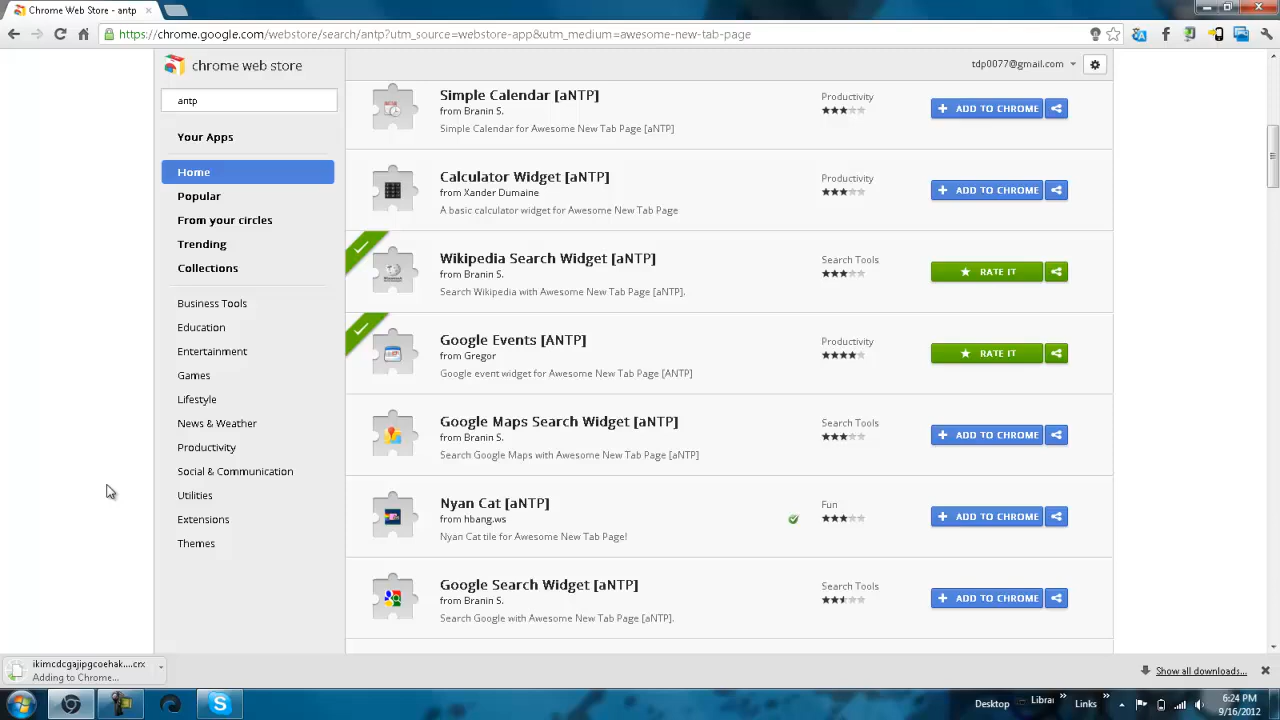 Chrome Web Store - antp
https://chrome.google.com/webstore/search/antp?utm_source=webstore-app&utm_medium=awesome-new-tab-page
chrome web store
tdp0077@gmail.com
antp
Your Apps
Home
Popular
From your circles
Trending
Collections
Business Tools
Education
Entertainment
Games
Lifestyle
News & Weather
Productivity
Social & Communication
Utilities
Extensions
Themes
Simple Calendar [aNTP]
from Branin S.
Simple Calendar for Awesome New Tab Page [aNTP]
Productivity
ADD TO CHROME
Calculator Widget [aNTP]
from Xander Dumaine
A basic calculator widget for Awesome New Tab Page
Productivity
ADD TO CHROME
Wikipedia Search Widget [aNTP]
from Branin S.
Search Wikipedia with Awesome New Tab Page [aNTP].
Search Tools
RATE IT
Google Events [ANTP]
from Gregor
Google event widget for Awesome New Tab Page [ANTP]
Productivity
RATE IT
Google Maps Search Widget [aNTP]
from Branin S.
Search Google Maps with Awesome New Tab Page [aNTP]
Search Tools
ADD TO CHROME
Nyan Cat [aNTP]
from hbang.ws
Nyan Cat tile for Awesome New Tab Page!
Fun
ADD TO CHROME
Google Search Widget [aNTP]
from Branin S.
Search Google with Awesome New Tab Page [aNTP].
Search Tools
ADD TO CHROME
ikimcdcgajipgcoehak....crx
Adding to Chrome...
Show all downloads...
Desktop
Librai
Links
6:24 PM
9/16/2012